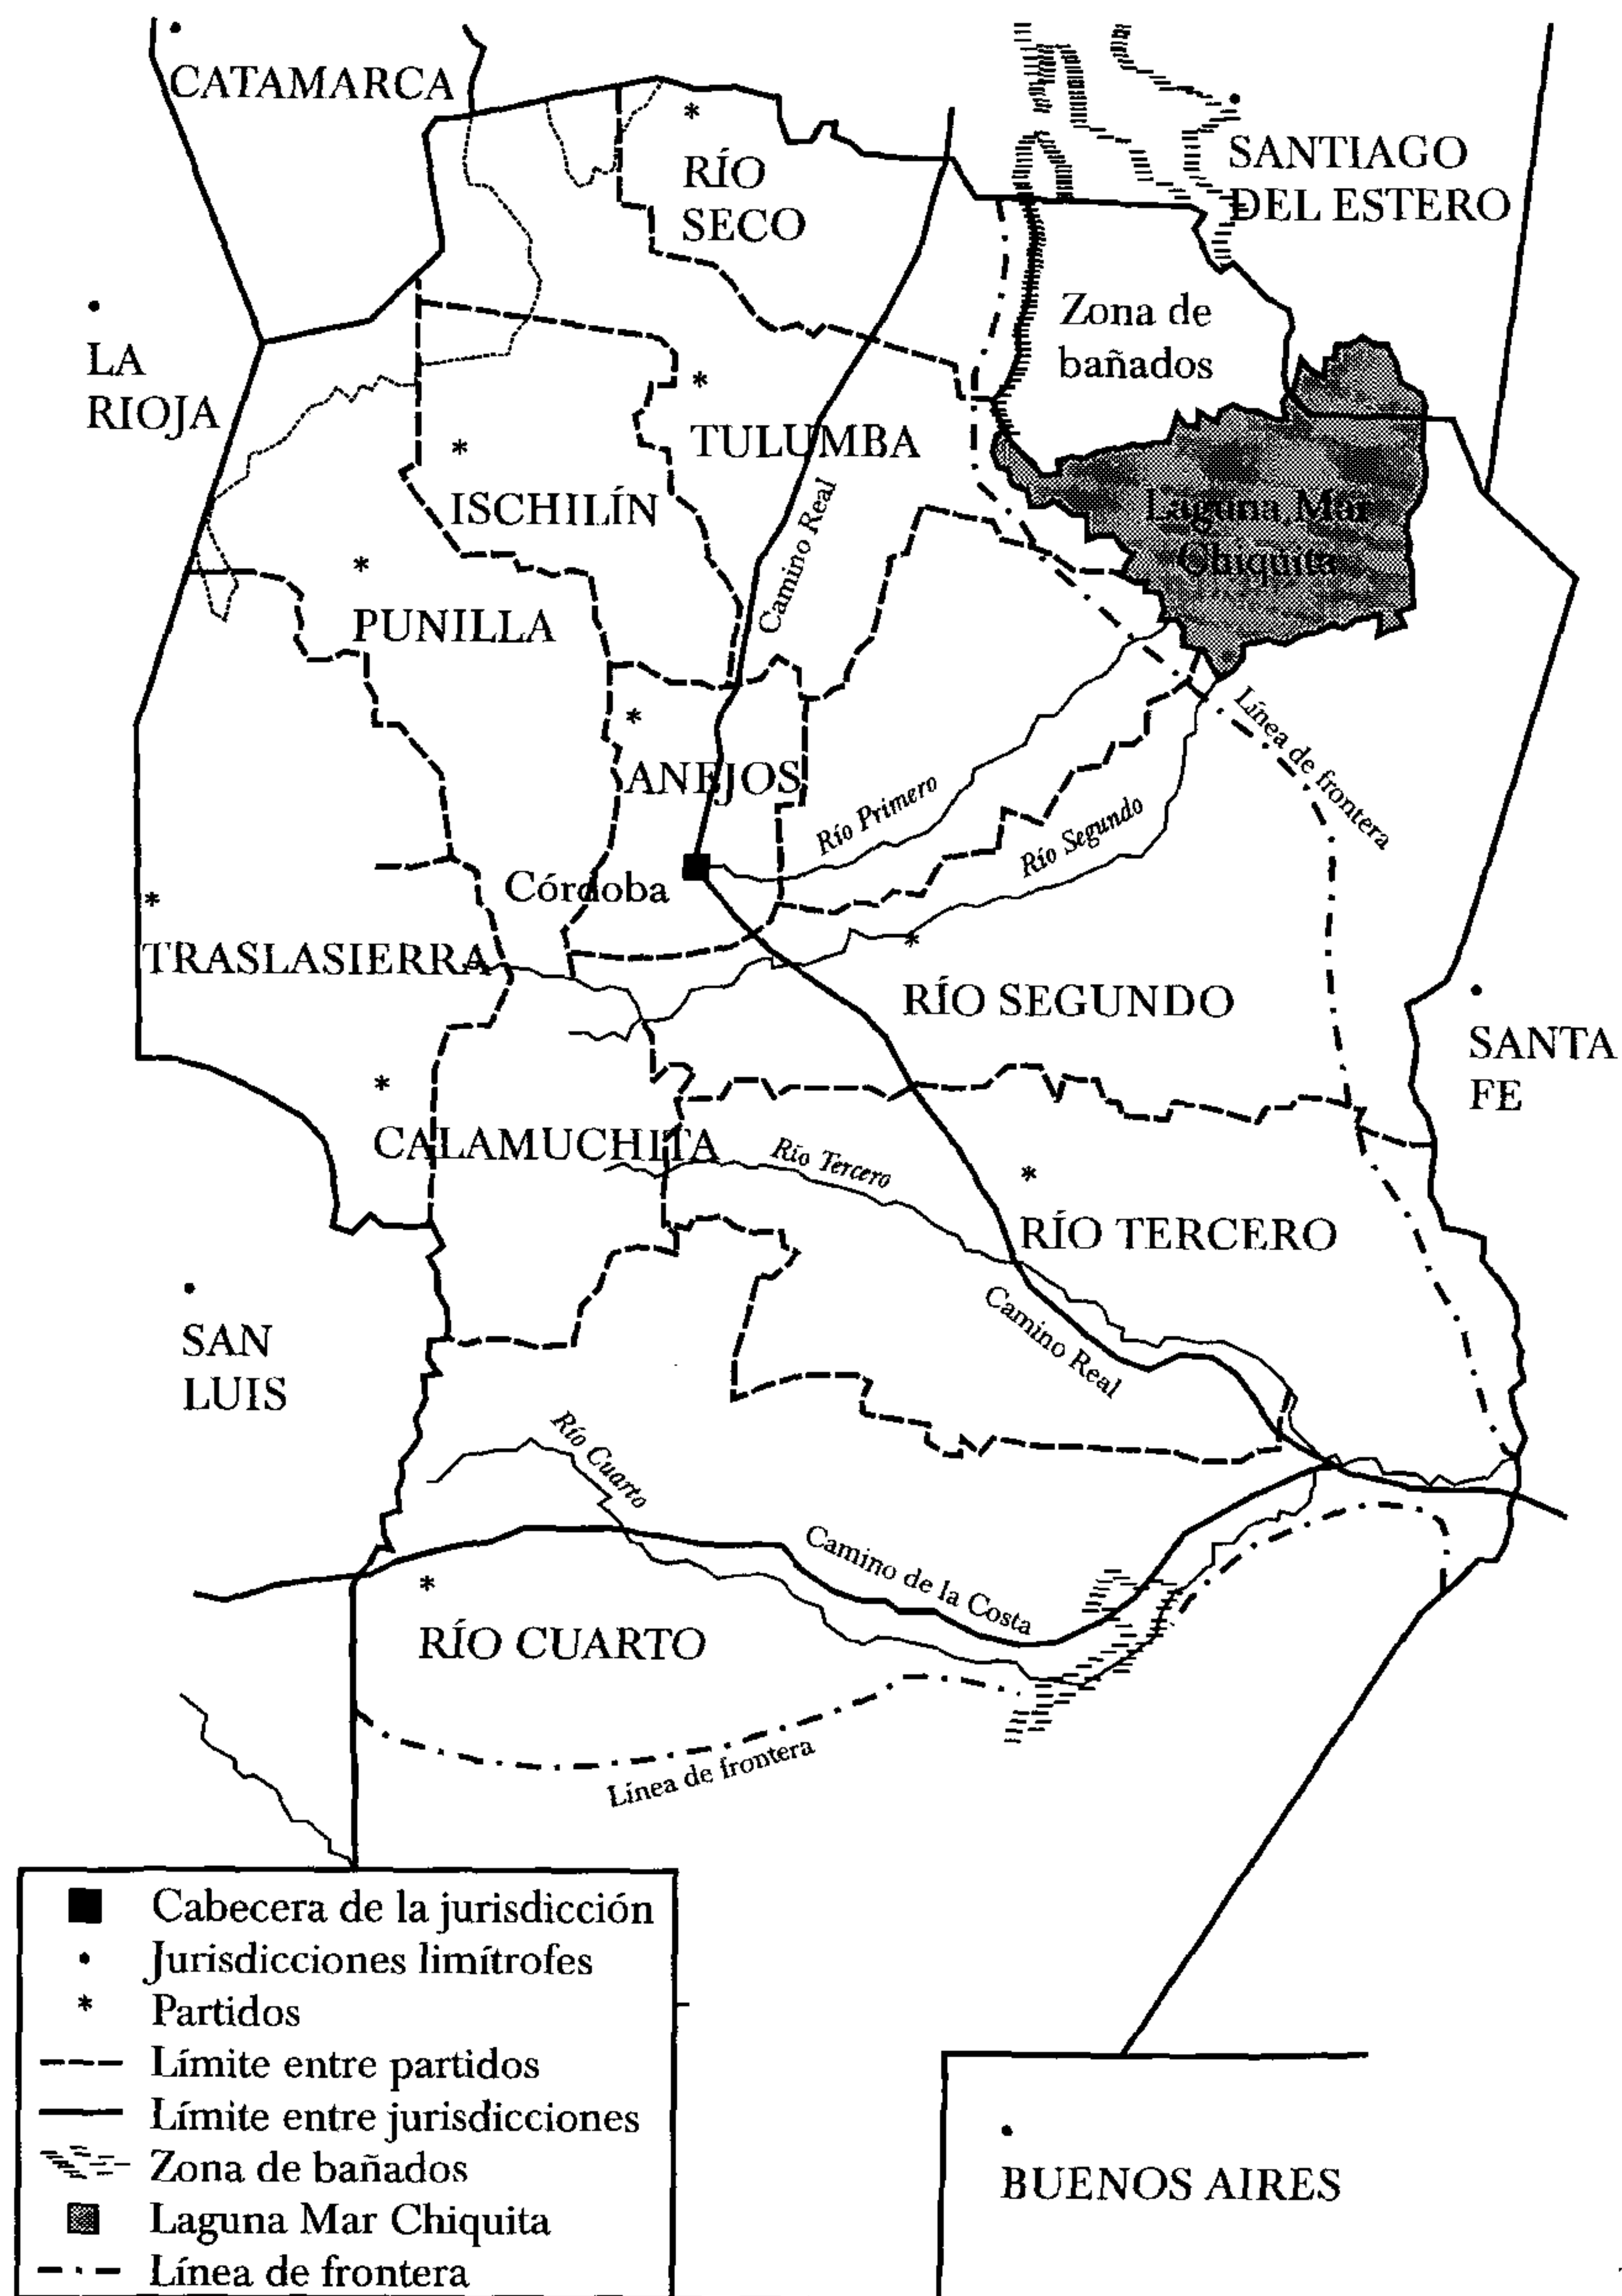 CATAMARCA
SANTIAGO
DEL ESTERO
RÍO
SECO
Zona de
bañados
LA
RIOJA
TULUMBA
ISCHILÍN
Camino Real
Laguna Mar
Chiquita
PUNILLA
ANEJOS
Línea de frontera
Río Primero
Río Segundo
Córdoba
TRASLASIERRA
RÍO SEGUNDO
SANTA
FE
CALAMUCHITA
Río Tercero
RÍO TERCERO
SAN
LUIS
Camino Real
Río Cuarto
Camino de la Costa
RÍO CUARTO
Línea de frontera
Cabecera de la jurisdicción
Jurisdicciones limítrofes
Partidos
Límite entre partidos
Límite entre jurisdicciones
Zona de bañados
Laguna Mar Chiquita
Línea de frontera
BUENOS AIRES